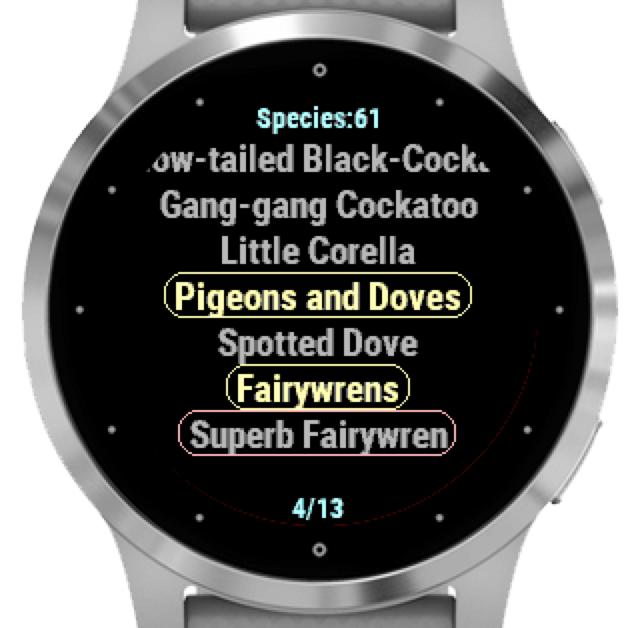 Species:61
ow-tailed Black-Cock
Gang-gang Cockatoo
Little Corella
Pigeons and Doves
Spotted Dove
Fairywrens
Superb Fairywren
4/13